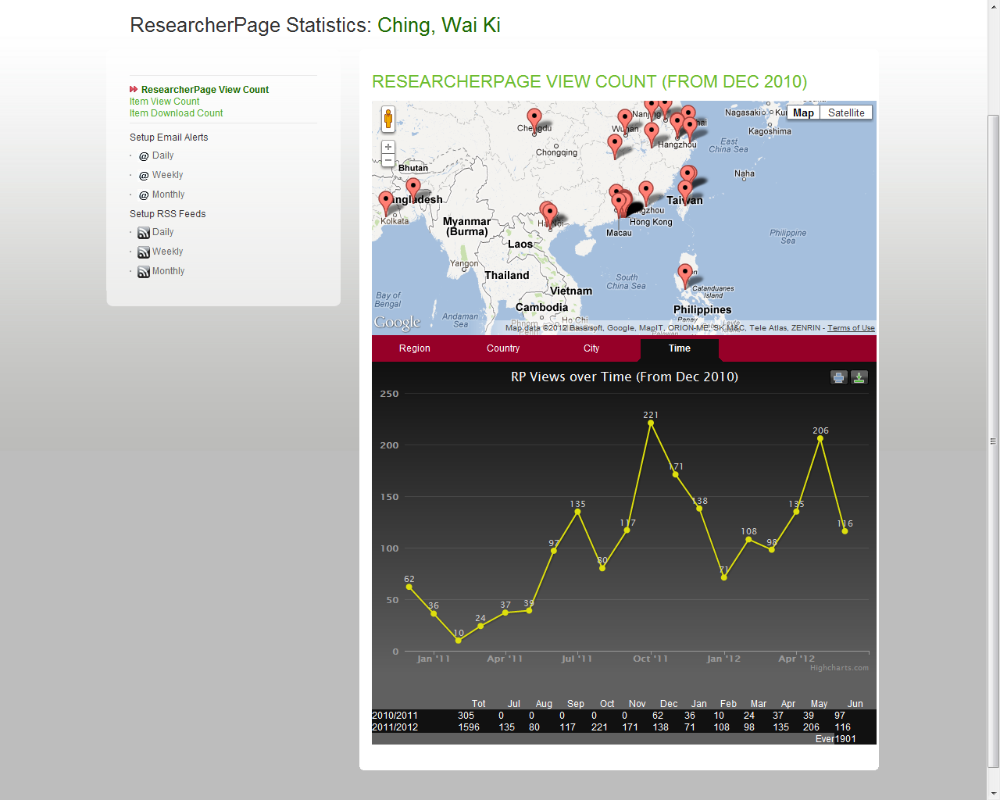 ResearcherPage Statistics: Ching, Wai Ki
ResearcherPage View Count
Item View Count
Item Download Count
Setup Email Alerts
@ Daily
@ Weekly
@ Monthly
Setup RSS Feeds
Daily
Weekly
Monthly
RESEARCHERPAGE VIEW COUNT (FROM DEC 2010)
Map Satellite
Nagasaki
Kagoshima
Chengdu
Wuhan
Nanjing
Hangzhou
Chongqing
East
China Sea
Bhutan
Naha
Kolkata
Taiwan
Hong Kong
Macau
Myanmar
(Burma)
Laos
Philippine
Sea
Yangon
Thailand
South
China Sea
Vietnam
Catanduanes
Island
Bay of
Bengal
Cambodia
Philippines
Andaman
Sea
Phnom
Ho Chi
Panay
Leyte
Google
Map data ©2012 Basarsoft, Google, MapIT, ORION-ME, SK M&C, Tele Atlas, ZENRIN - Terms of Use
Region Country City Time
RP Views over Time (From Dec 2010)
250
200
150
100
50
0
62
36
10
24
37
39
97
135
80
117
221
171
138
71
108
98
135
206
116
Jan '11 Apr '11 Jul '11 Oct '11 Jan '12 Apr '12
Highcharts.com
Tot Jul Aug Sep Oct Nov Dec Jan Feb Mar Apr May Jun
2010/2011 305 0 0 0 0 0 62 36 10 24 37 39 97
2011/2012 1596 135 80 117 221 171 138 71 108 98 135 206 116
Ever 1901